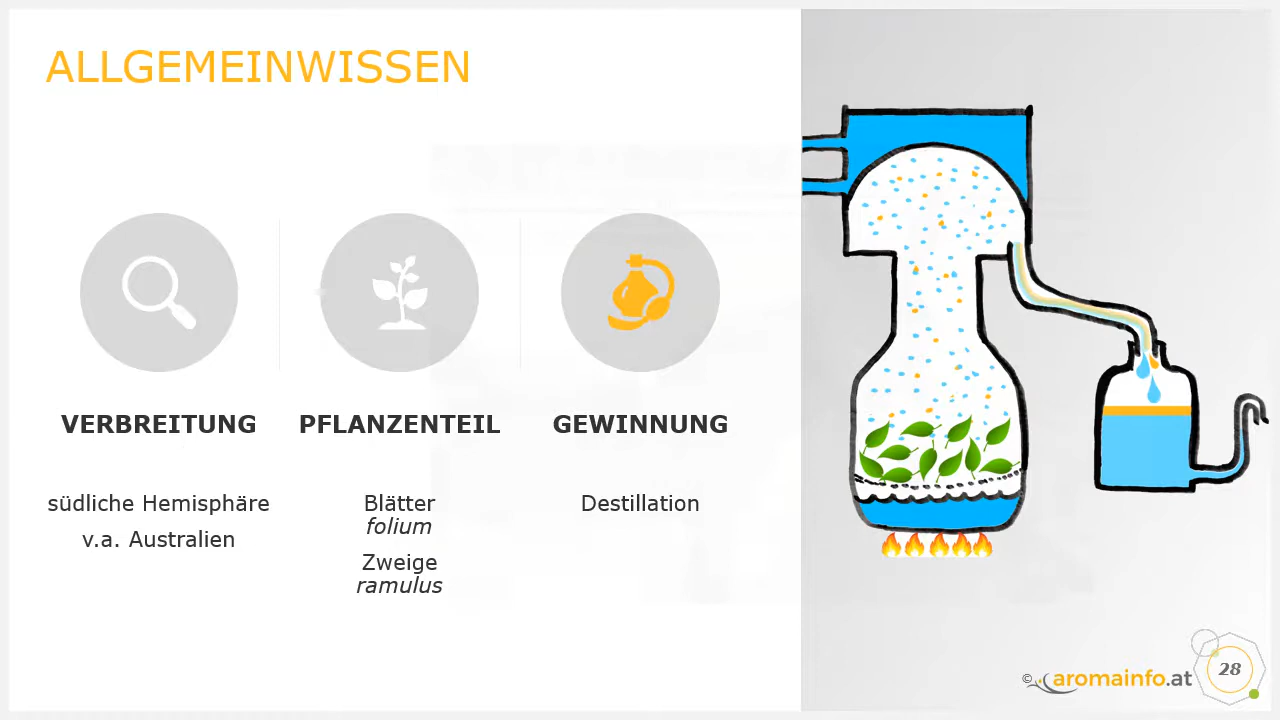 ALLGEMEINWISSEN
VERBREITUNG
südliche Hemisphäre
v.a. Australien
PFLANZENTEIL
Blätter
folium
Zweige
ramulus
GEWINNUNG
Destillation
© aromainfo.at
28